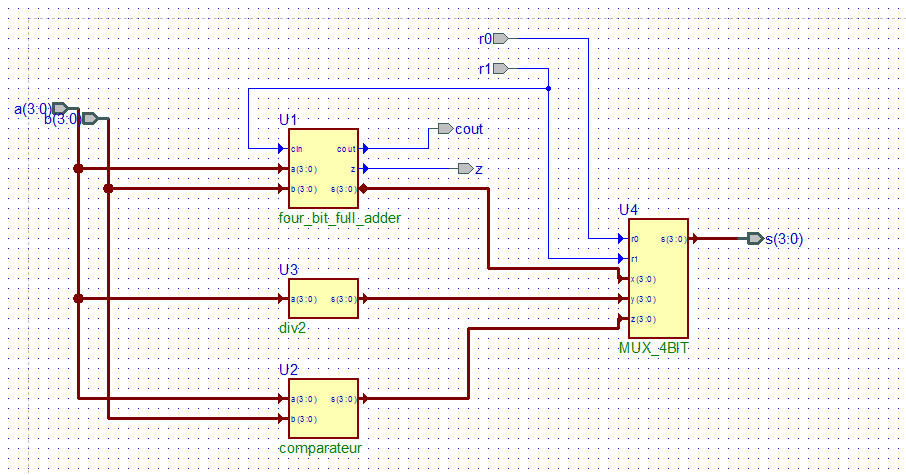 r0
r1
a(3:0)
b(3:0)
U1
cin
cout
a(3:0)
z
b(3:0)
s(3:0)
four_bit_full_adder
cout
z
U4
r0
s(3:0)
r1
x(3:0)
y(3:0)
z(3:0)
MUX_4BIT
s(3:0)
U3
a(3:0)
s(3:0)
div2
U2
a(3:0)
s(3:0)
b(3:0)
comparateur